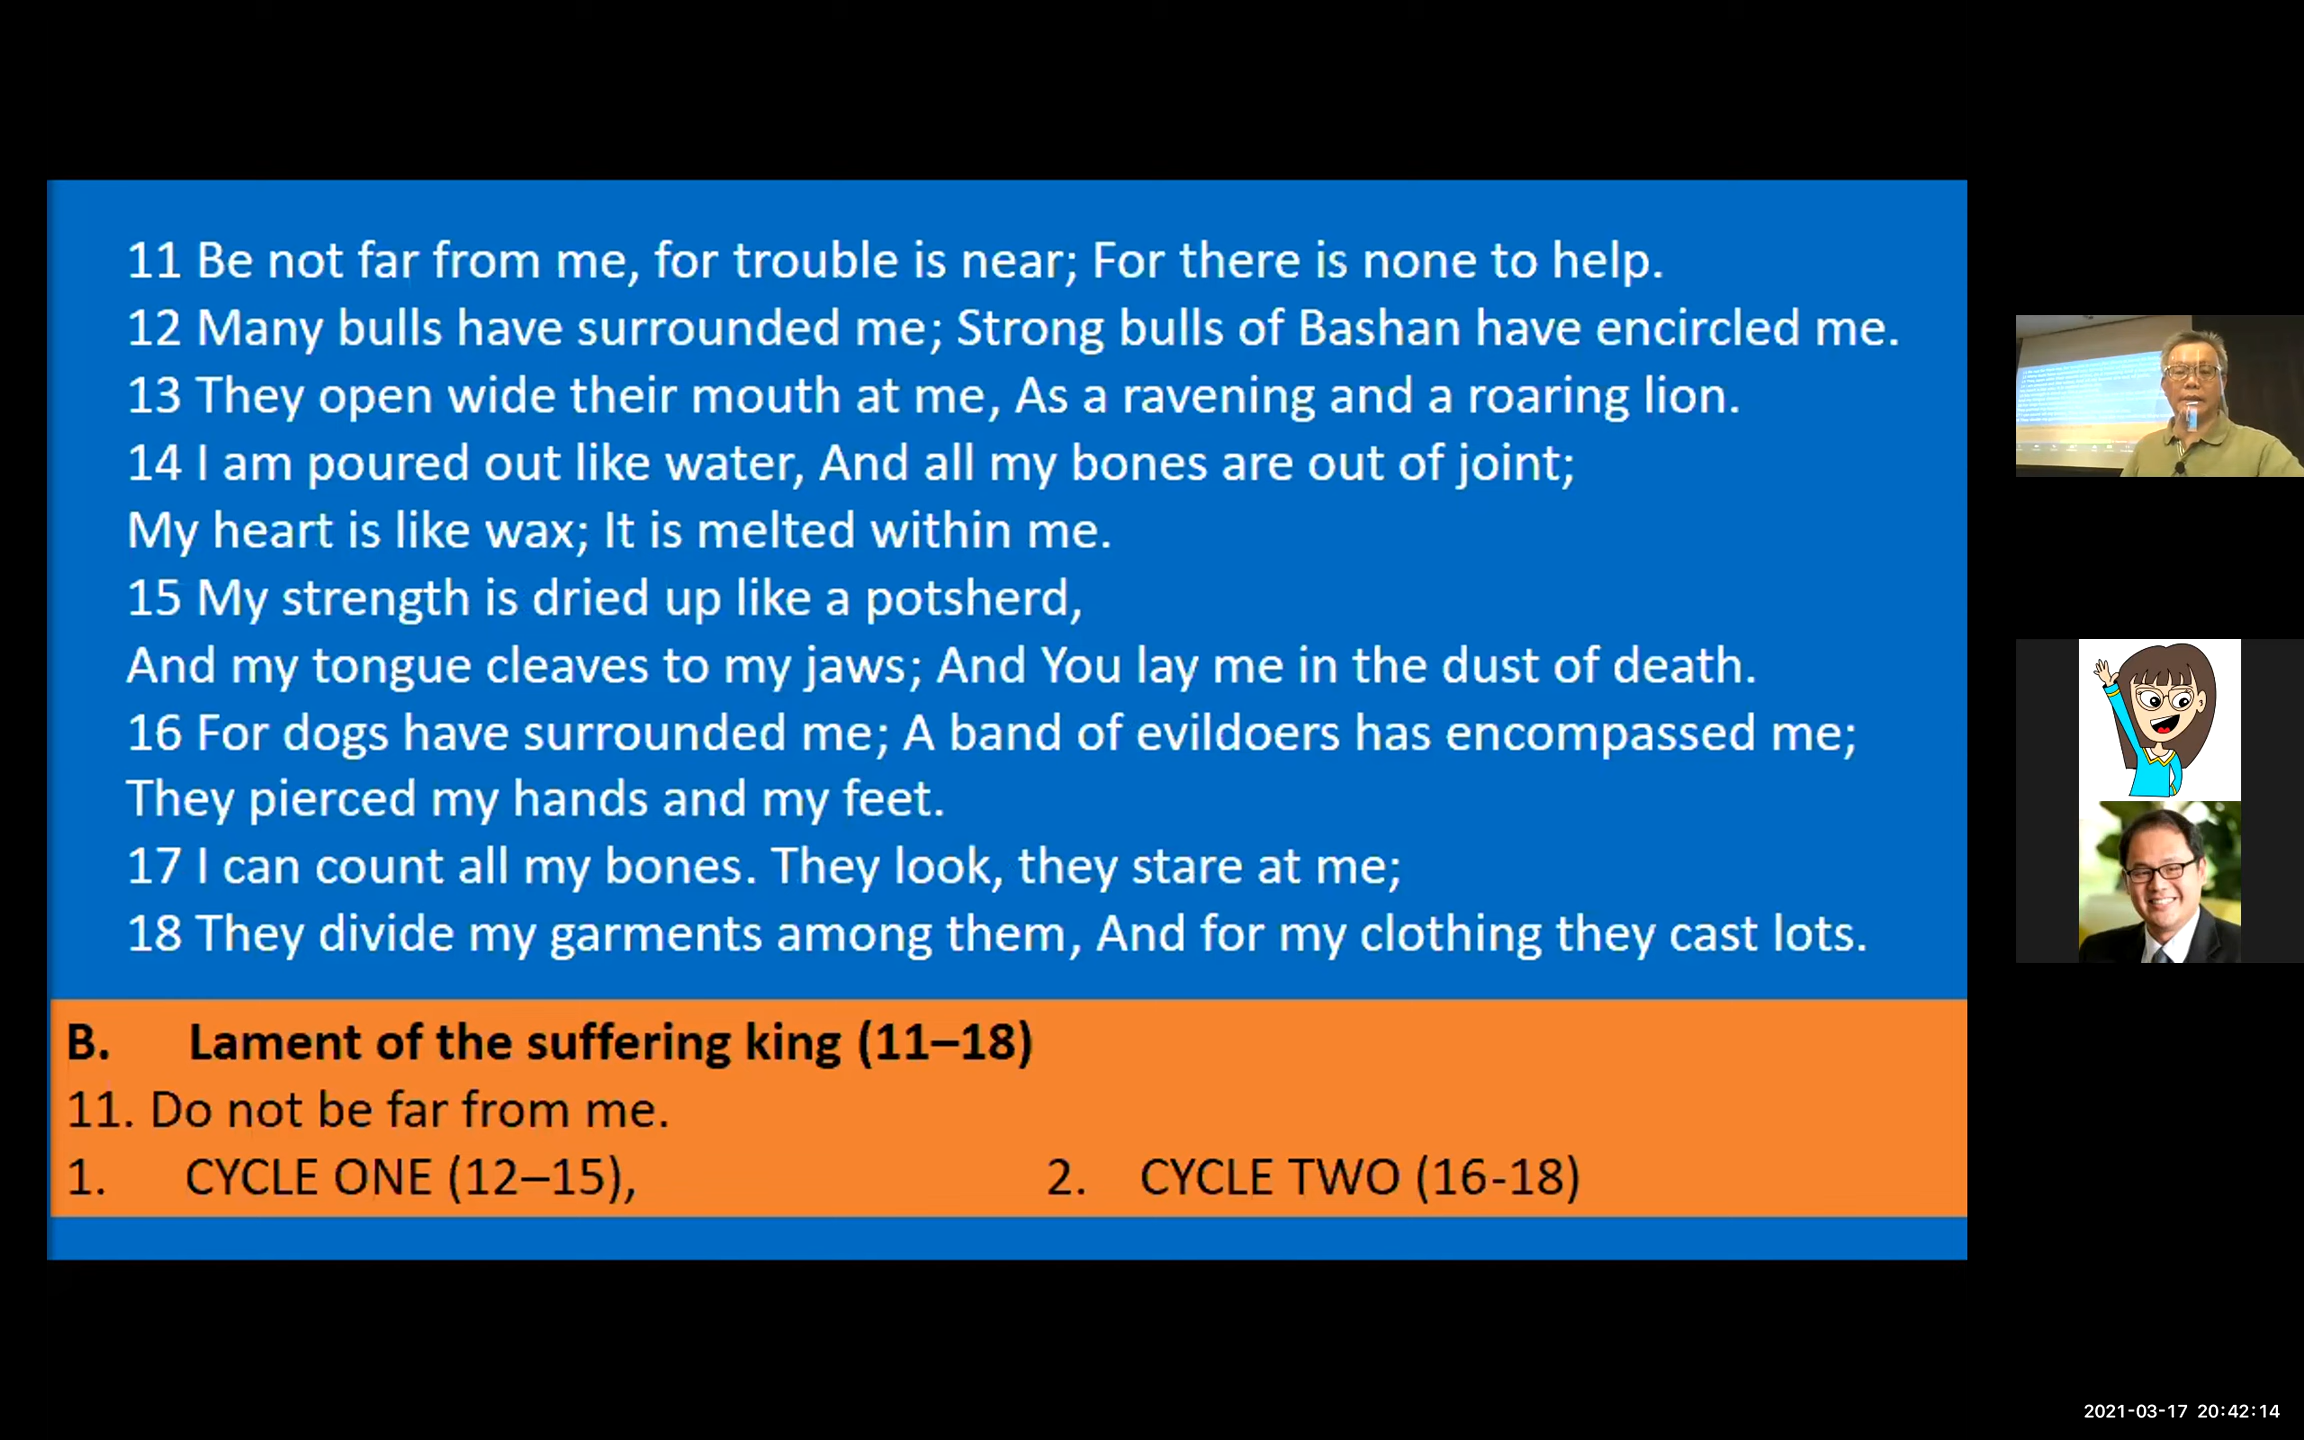 11 Be not far from me, for trouble is near; For there is none to help.
12 Many bulls have surrounded me; Strong bulls of Bashan have encircled me.
13 They open wide their mouth at me, As a ravening and a roaring lion.
14 I am poured out like water, And all my bones are out of joint;
My heart is like wax; It is melted within me.
15 My strength is dried up like a potsherd,
And my tongue cleaves to my jaws; And You lay me in the dust of death.
16 For dogs have surrounded me; A band of evildoers has encompassed me;
They pierced my hands and my feet.
17 I can count all my bones. They look, they stare at me;
18 They divide my garments among them, And for my clothing they cast lots.
B. Lament of the suffering king (11–18)
11. Do not be far from me.
1. CYCLE ONE (12–15), 2. CYCLE TWO (16-18)
2021-03-17 20:42:14